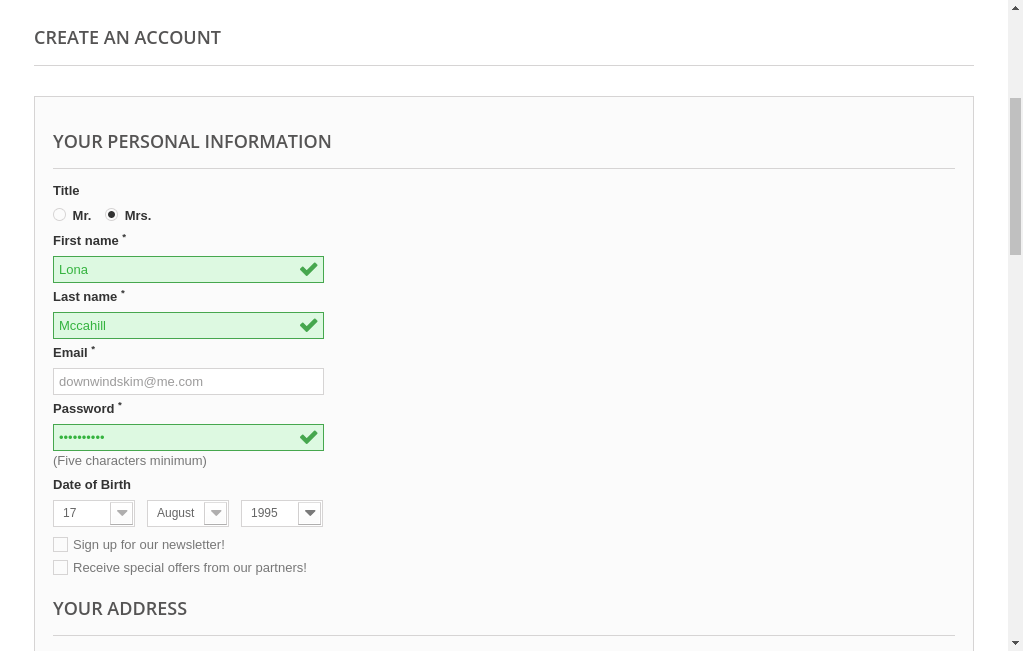 CREATE AN ACCOUNT
YOUR PERSONAL INFORMATION
Title
Mr. Mrs.
First name *
Lona
Last name *
Mccahill
Email *
downwindskim@me.com
Password *
••••••••••
(Five characters minimum)
Date of Birth
17 August 1995
Sign up for our newsletter!
Receive special offers from our partners!
YOUR ADDRESS